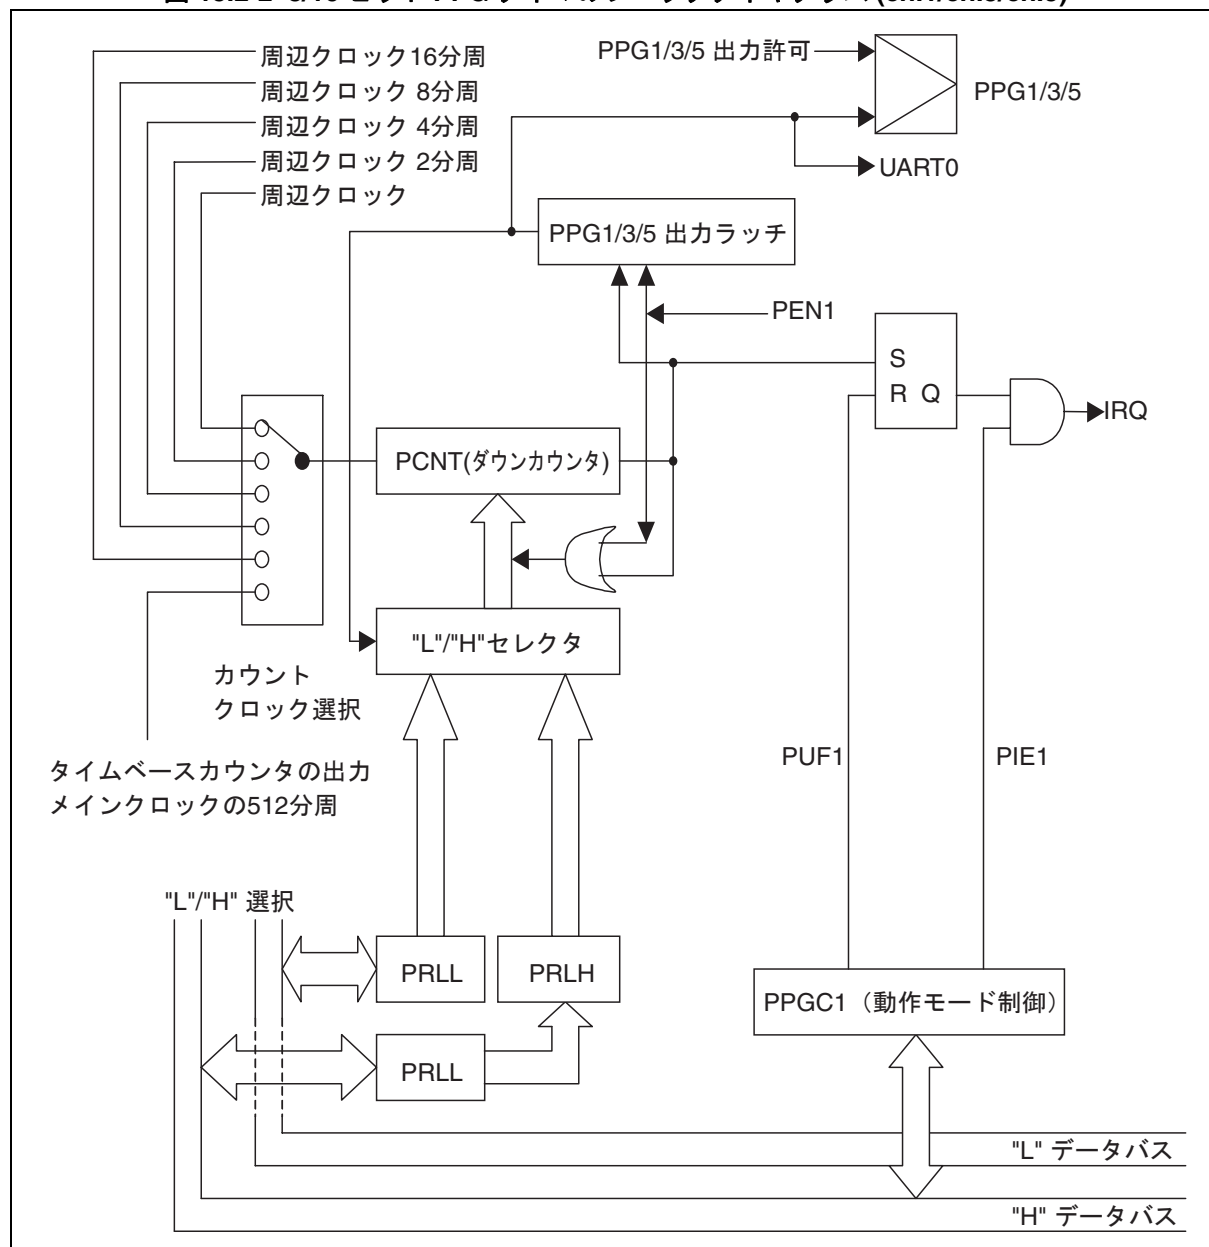 周辺クロック16分周
周辺クロック 8分周
周辺クロック 4分周
周辺クロック 2分周
周辺クロック
PPG1/3/5 出力許可
PPG1/3/5
UART0
PPG1/3/5 出力ラッチ
PEN1
S
R Q
IRQ
PCNT(ダウンカウンタ)
"L"/"H"セレクタ
カウント
クロック選択
タイムベースカウンタの出力
メインクロックの512分周
PUF1
PIE1
"L"/"H" 選択
PRLL
PRLH
PPGC1（動作モード制御）
PRLL
"L" データバス
"H" データバス